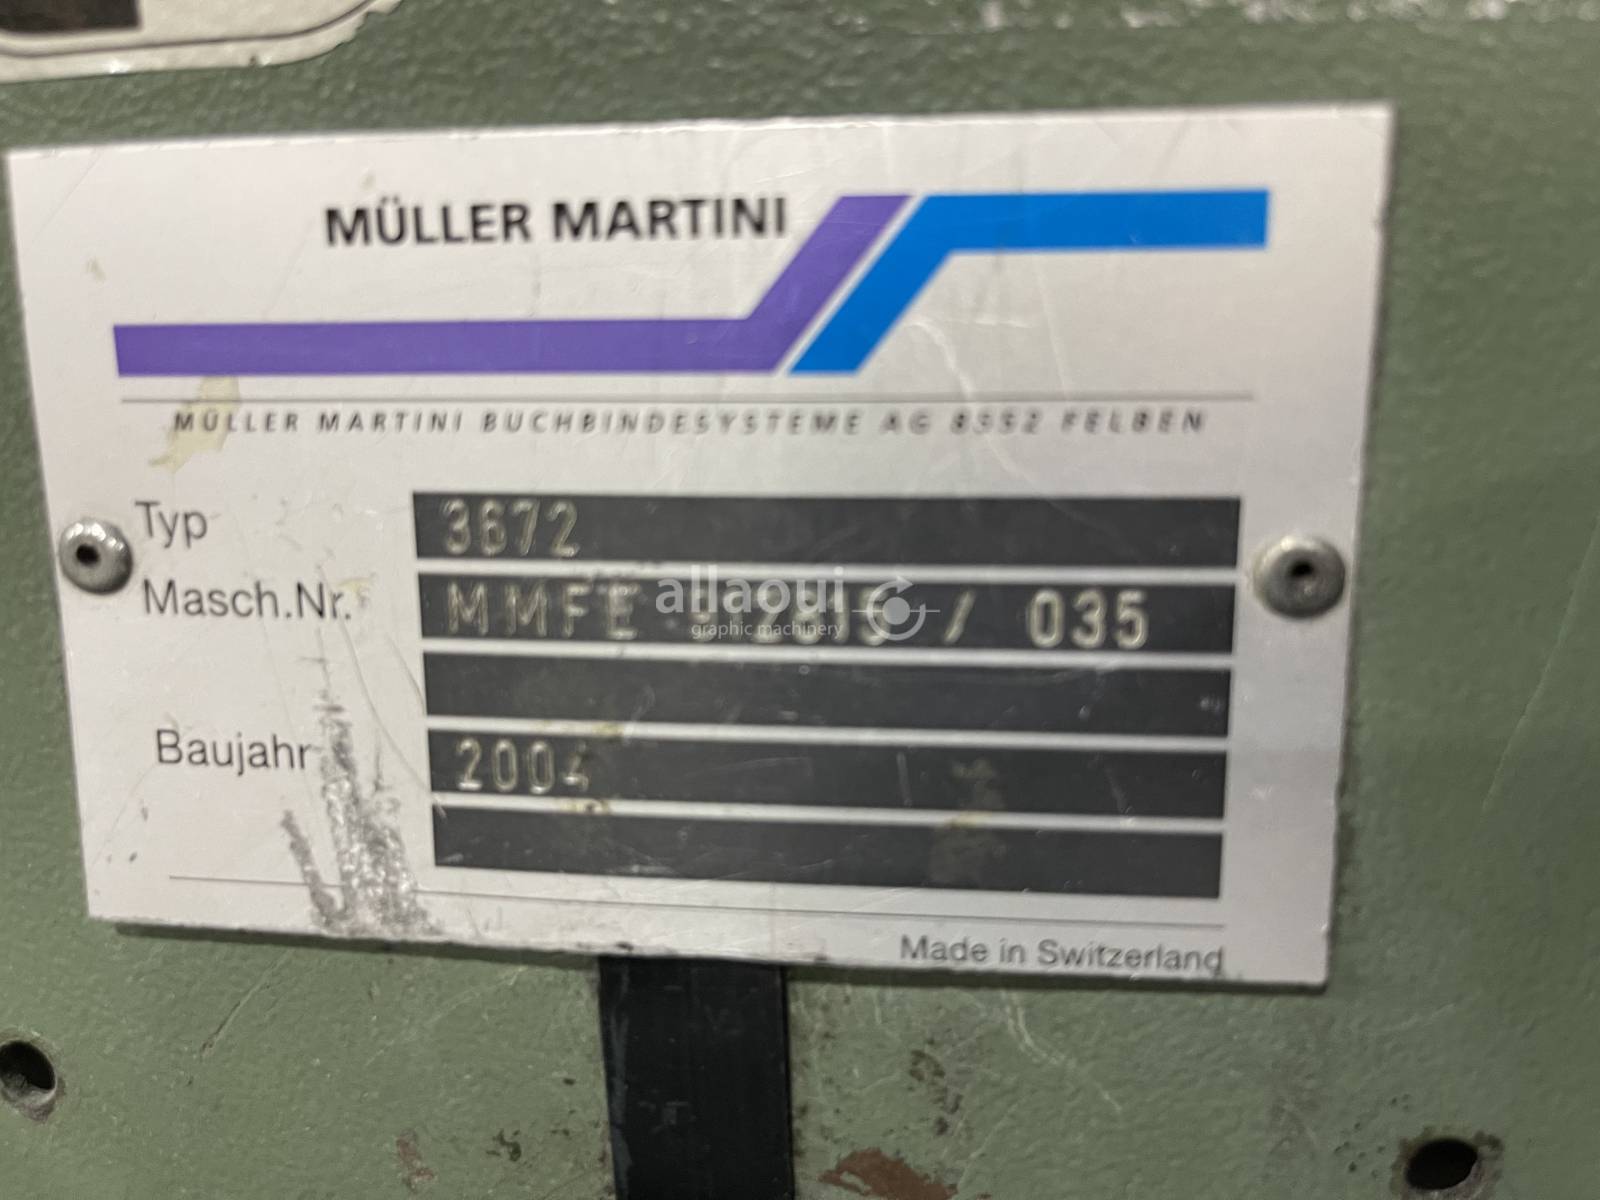 MÜLLER MARTINI
MÜLLER MARTINI BUCHBINDESYSTEME AG 8552 FELBEN
Typ 3672
Masch.Nr. MMFE / 035
allaoui
graphic machinery
Baujahr 2004
Made in Switzerland